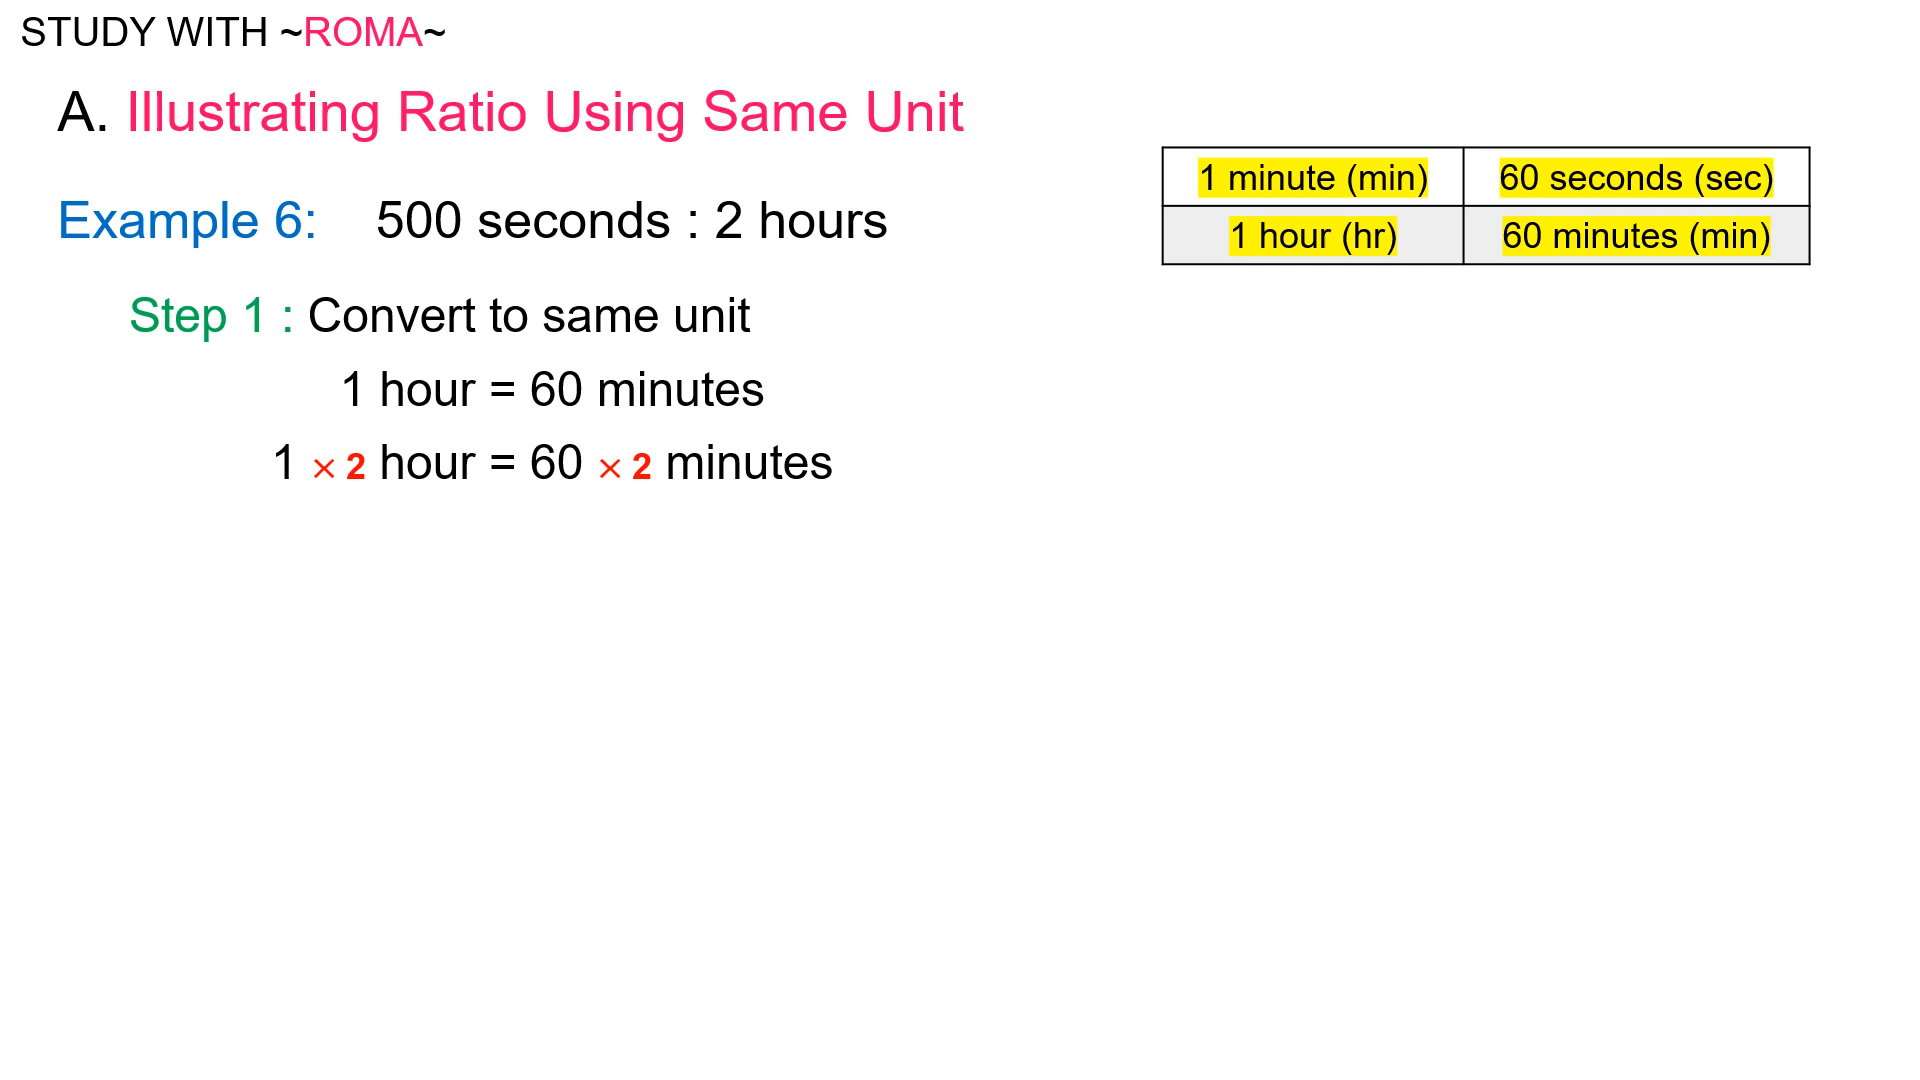 STUDY WITH ~ROMA~
A. Illustrating Ratio Using Same Unit
1 minute (min) 60 seconds (sec)
Example 6: 500 seconds : 2 hours
1 hour (hr) 60 minutes (min)
Step 1 : Convert to same unit
1 hour = 60 minutes
1 × 2 hour = 60 × 2 minutes